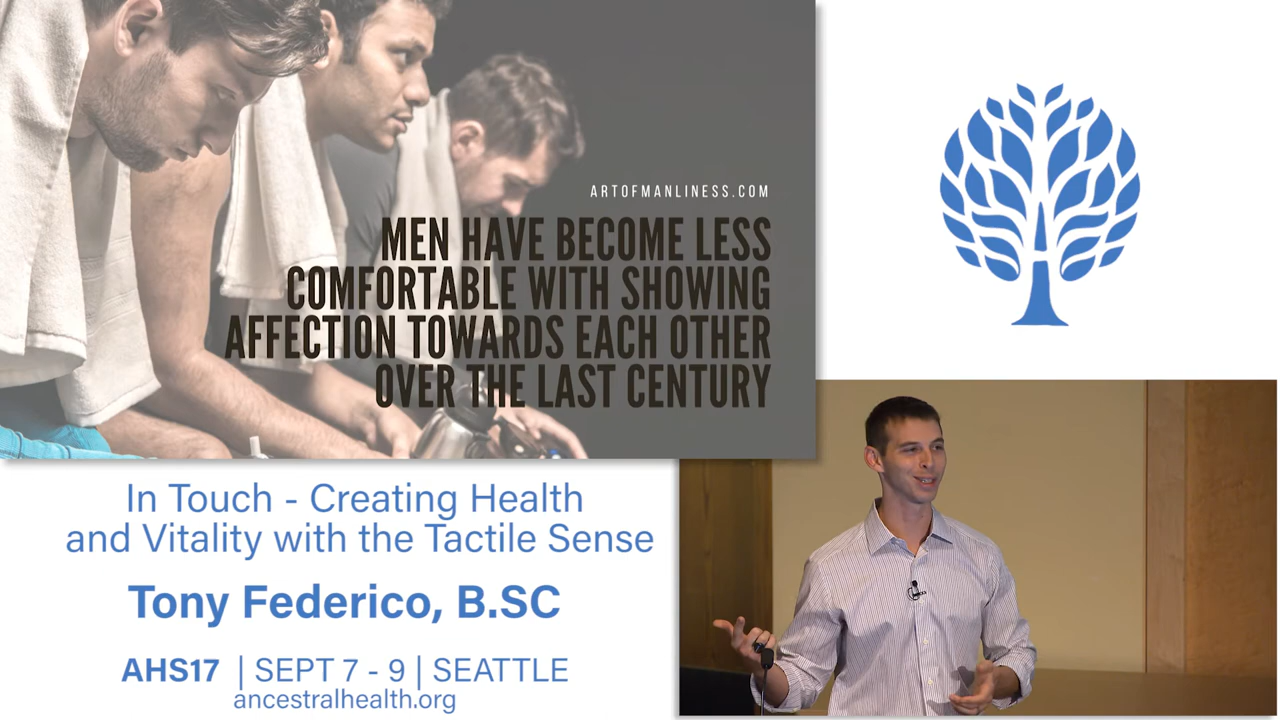 ARTOFMANLINESS.COM
MEN HAVE BECOME LESS
COMFORTABLE WITH SHOWING
AFFECTION TOWARDS EACH OTHER
OVER THE LAST CENTURY
In Touch - Creating Health
and Vitality with the Tactile Sense
Tony Federico, B.SC
AHS17 | SEPT 7 - 9 | SEATTLE
ancestralhealth.org